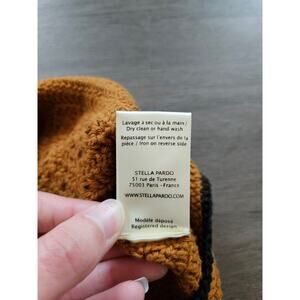 Lavage à sec ou à la main /
Dry clean or hand wash
Repassage sur l'envers de la
pièce / Iron on reverse side
STELLA PARDO
51 rue de Turenne
75003 Paris - France
WWW.STELLAPARDO.COM
Modèle déposé
Registered design